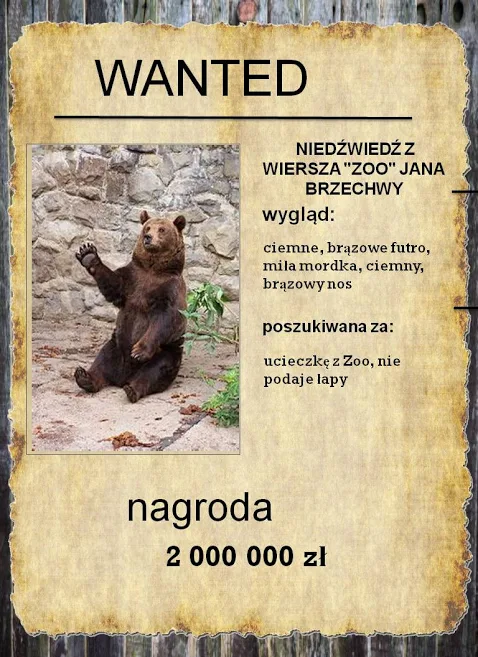 WANTED
NIEDŹWIEDŹ Z
WIERSZA "ZOO" JANA
BRZECHWY
wygląd:
ciemne, brązowe futro,
miła mordka, ciemny,
brązowy nos
poszukiwana za:
ucieczkę z Zoo, nie
podaje łapy
nagroda
2 000 000 zł